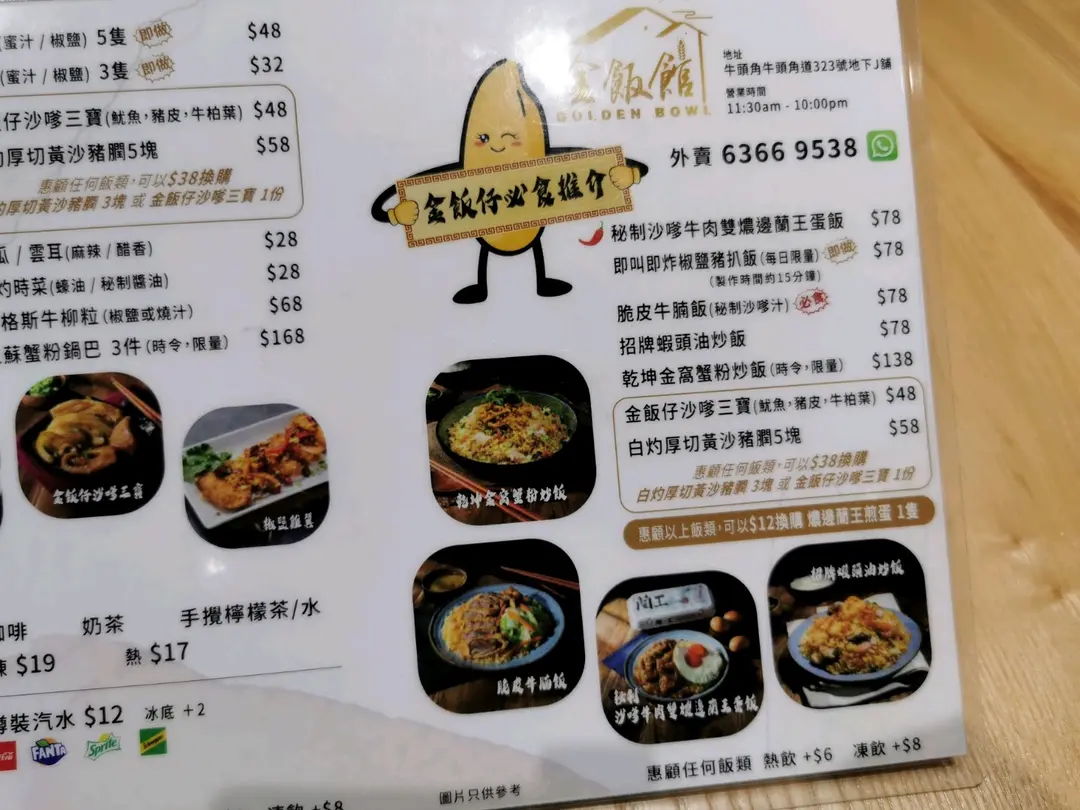 (蜜汁 / 椒鹽) 5隻 即做 $48
(蜜汁 / 椒鹽) 3隻 即做 $32
仔沙嗲三寶(魷魚,豬皮,牛柏葉) $48
厚切黃沙豬膶5塊 $58
惠顧任何飯類,可以$38換購
厚切黃沙豬膶 3塊 或 金飯仔沙嗲三寶 1份
瓜 / 雲耳(麻辣 / 醋香) $28
灼時菜(蠔油 / 秘制醬油) $28
格斯牛柳粒(椒鹽或燒汁) $68
蘇蟹粉鍋巴 3件(時令,限量) $168
金飯仔沙嗲三寶
椒鹽雞翼
咖啡 奶茶 手攪檸檬茶/水
凍 $19 熱 $17
樽裝汽水 $12 冰底 +2
FANTA Sprite
凍飲 +$8
金飯館
GOLDEN BOWL
地址
牛頭角牛頭角道323號地下J舖
營業時間
11:30am - 10:00pm
外賣 6366 9538
金飯仔必食推介
秘制沙嗲牛肉雙燶邊蘭王蛋飯 $78
即叫即炸椒鹽豬扒飯(每日限量) 即做 $78
(製作時間約15分鐘)
脆皮牛腩飯(秘制沙嗲汁) 必食 $78
招牌蝦頭油炒飯 $78
乾坤金窩蟹粉炒飯(時令,限量) $138
金飯仔沙嗲三寶(魷魚,豬皮,牛柏葉) $48
白灼厚切黃沙豬膶5塊 $58
惠顧任何飯類,可以$38換購
白灼厚切黃沙豬膶 3塊 或 金飯仔沙嗲三寶 1份
惠顧以上飯類,可以$12換購 燶邊蘭王煎蛋 1隻
乾坤金窩蟹粉炒飯
脆皮牛腩飯
蘭王
秘制
沙嗲牛肉雙燶邊蘭王蛋飯
招牌蝦頭油炒飯
惠顧任何飯類 熱飲 +$6 凍飲 +$8
圖片只供參考